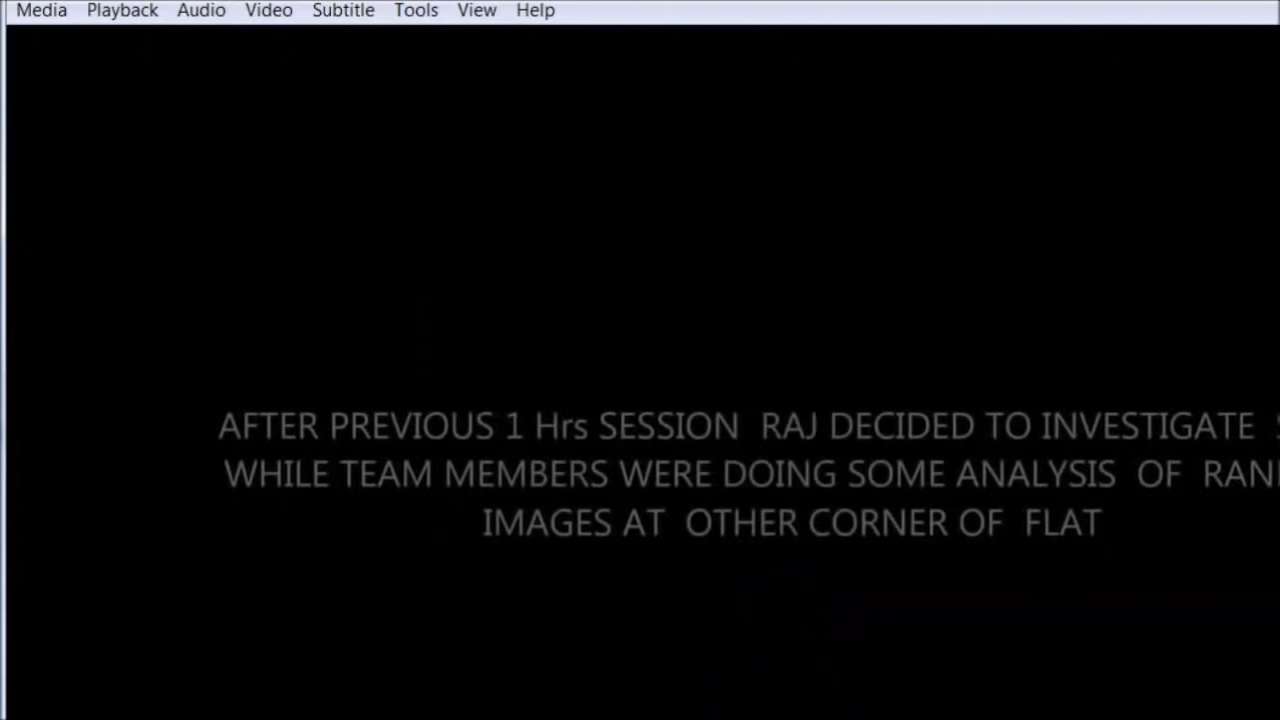 Media Playback Audio Video Subtitle Tools View Help
AFTER PREVIOUS 1 Hrs SESSION RAJ DECIDED TO INVESTIGATE
WHILE TEAM MEMBERS WERE DOING SOME ANALYSIS OF
IMAGES AT OTHER CORNER OF FLAT